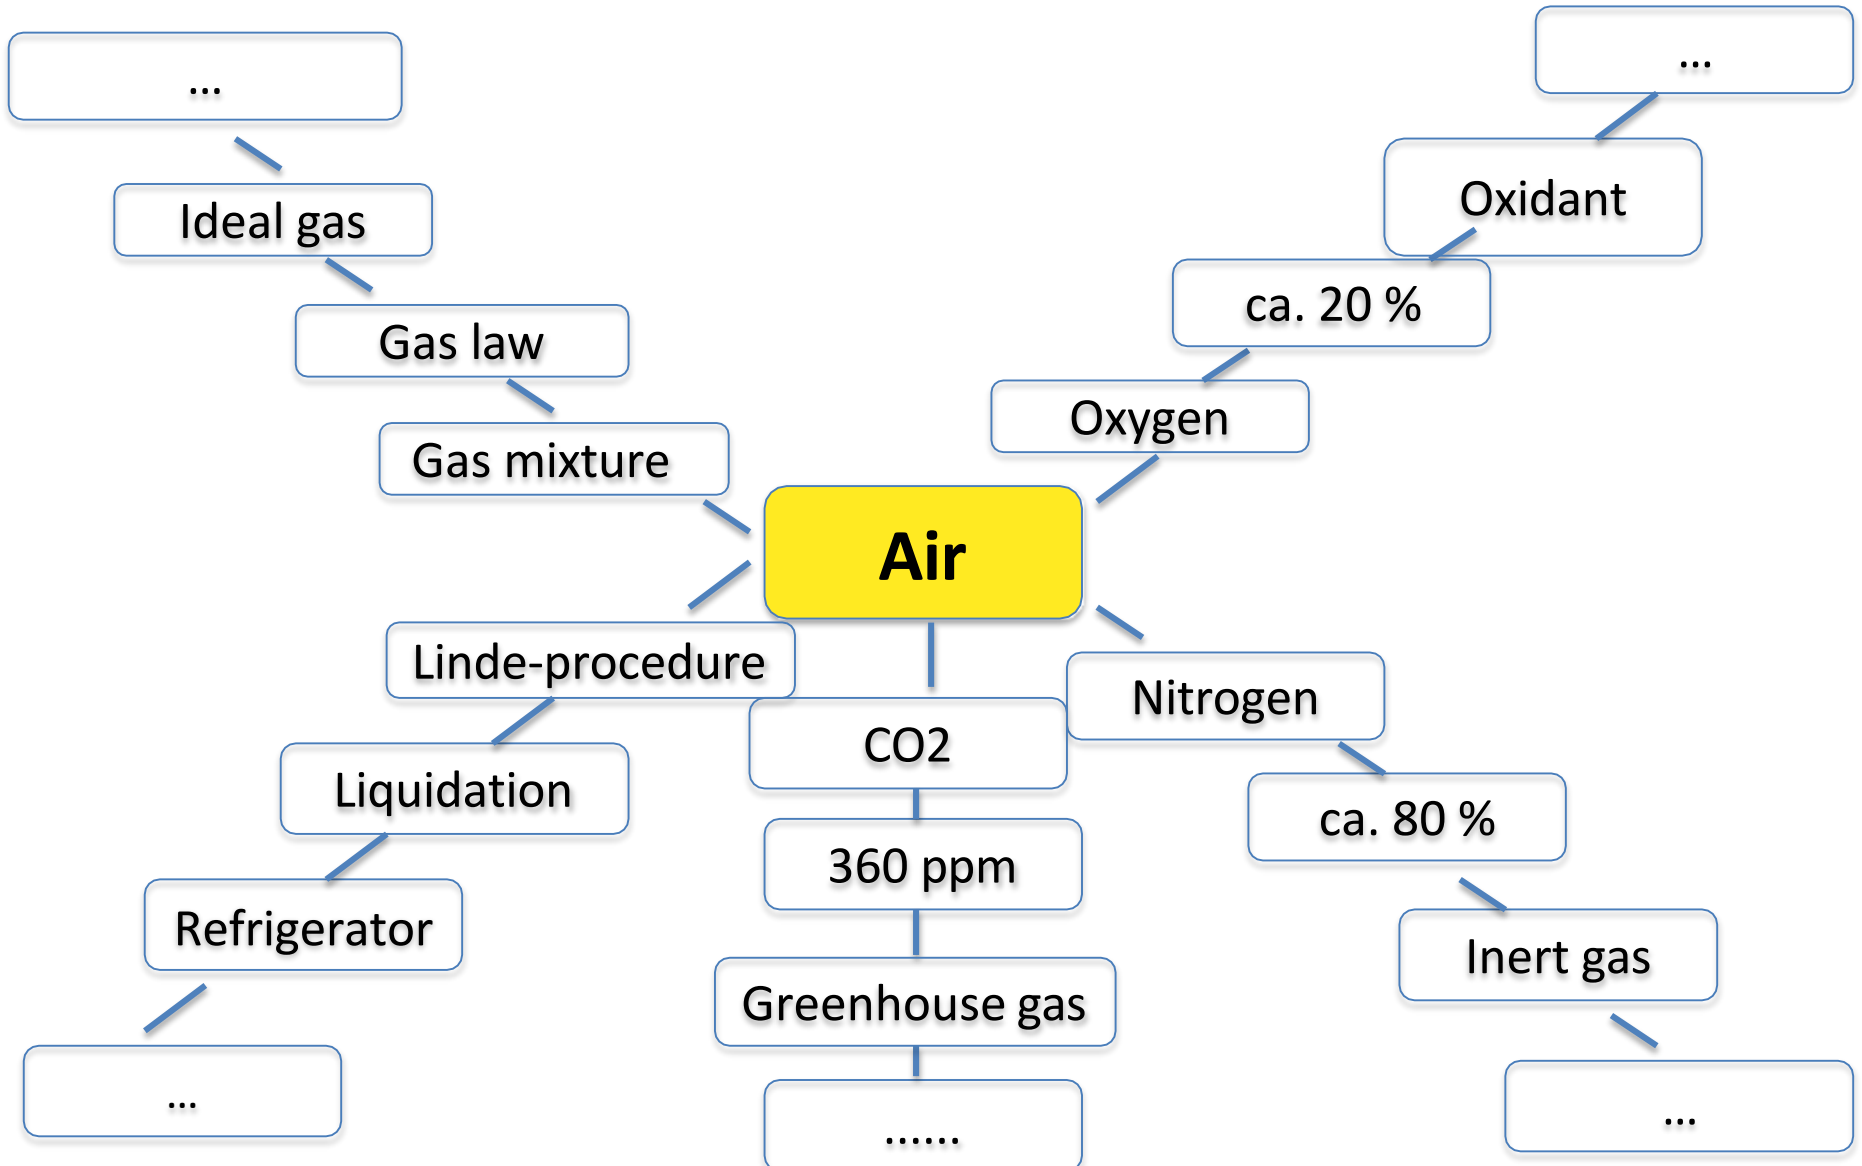 ...
Ideal gas
Gas law
Gas mixture
...
Oxidant
ca. 20 %
Oxygen
Air
Linde-procedure
Liquidation
Refrigerator
...
CO2
360 ppm
Greenhouse gas
......
Nitrogen
ca. 80 %
Inert gas
...